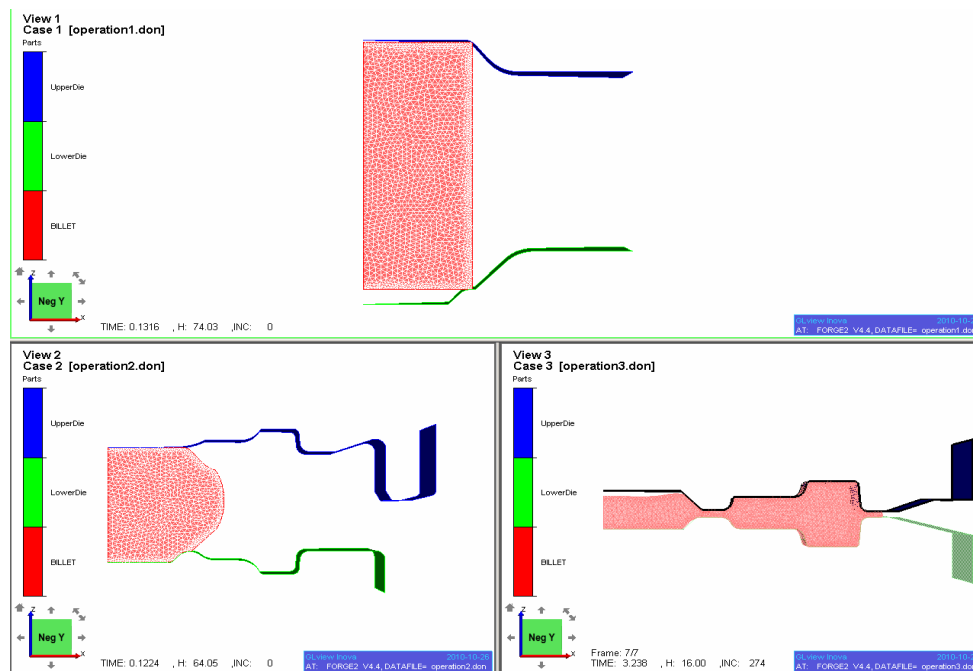 View 1
Case 1 [operation1.don]
Parts
UpperDie
LowerDie
BILLET
Z
Neg Y
X
TIME: 0.1316 , H: 74.03 ,INC: 0
GLview Inova
AT: FORGE2 V4.4, DATAFILE= operation1.don
View 2
Case 2 [operation2.don]
Parts
UpperDie
LowerDie
BILLET
Z
Neg Y
X
TIME: 0.1224 , H: 64.05 ,INC: 0
GLview Inova 2010-10-26
AT: FORGE2 V4.4, DATAFILE= operation2.don
View 3
Case 3 [operation3.don]
Parts
UpperDie
LowerDie
BILLET
Z
Neg Y
X
Frame: 7/7
TIME: 3.238 , H: 16.00 ,INC: 274
GLview Inova
AT: FORGE2 V4.4, DATAFILE= operation3.don